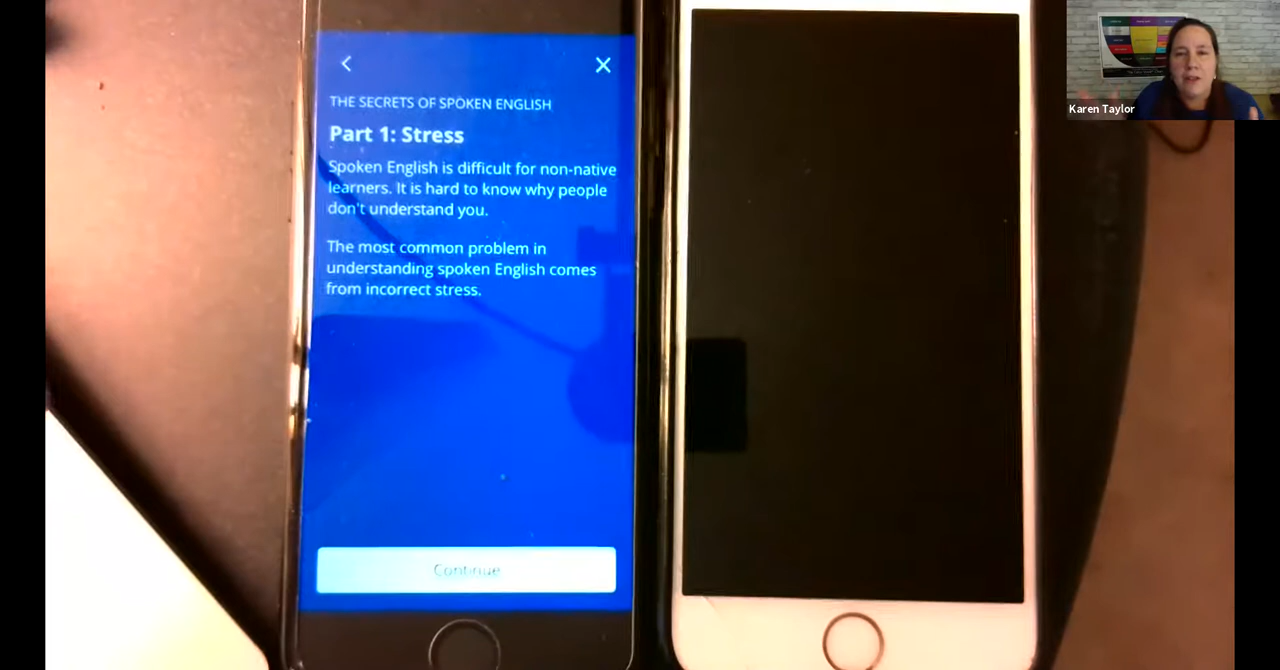 THE SECRETS OF SPOKEN ENGLISH
Part 1: Stress
Spoken English is difficult for non-native
learners. It is hard to know why people
don't understand you.
The most common problem in
understanding spoken English comes
from incorrect stress.
Continue
Karen Taylor